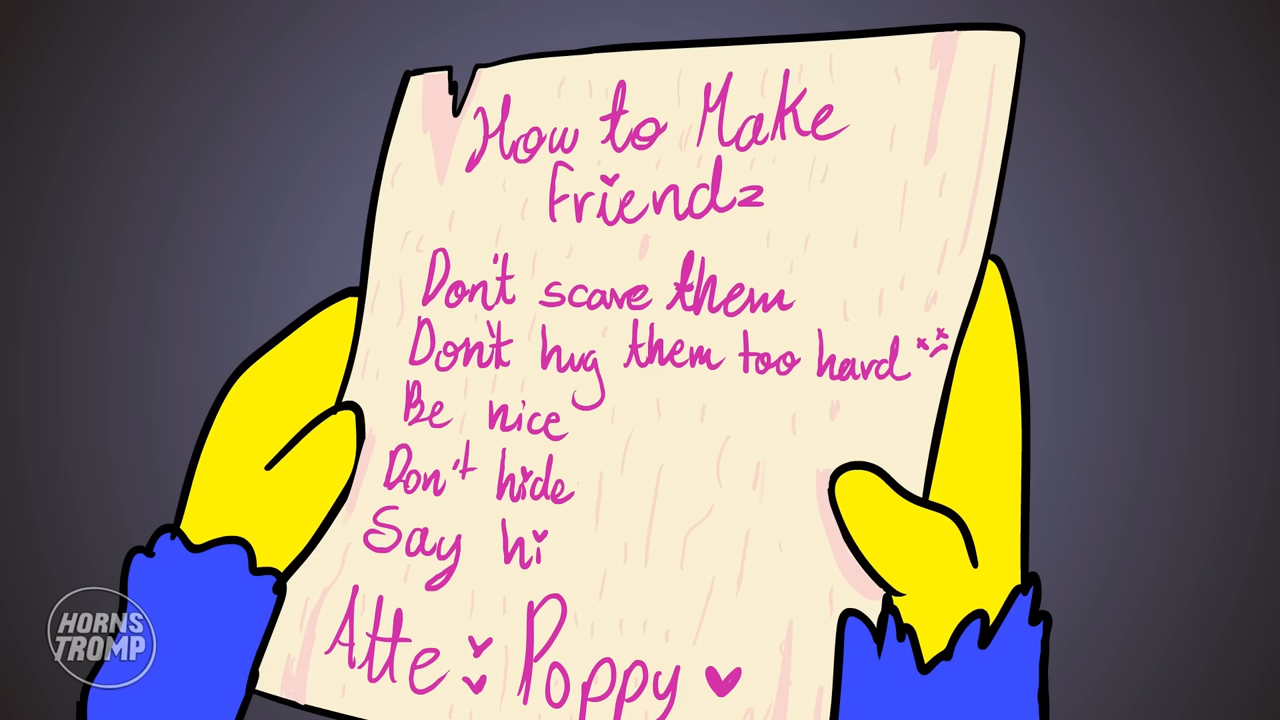 How to Make
Friendz
Don't scare them
Don't hug them too hard
Be nice
Don't hide
Say hi
Atte: Poppy
HORNS
TROMP